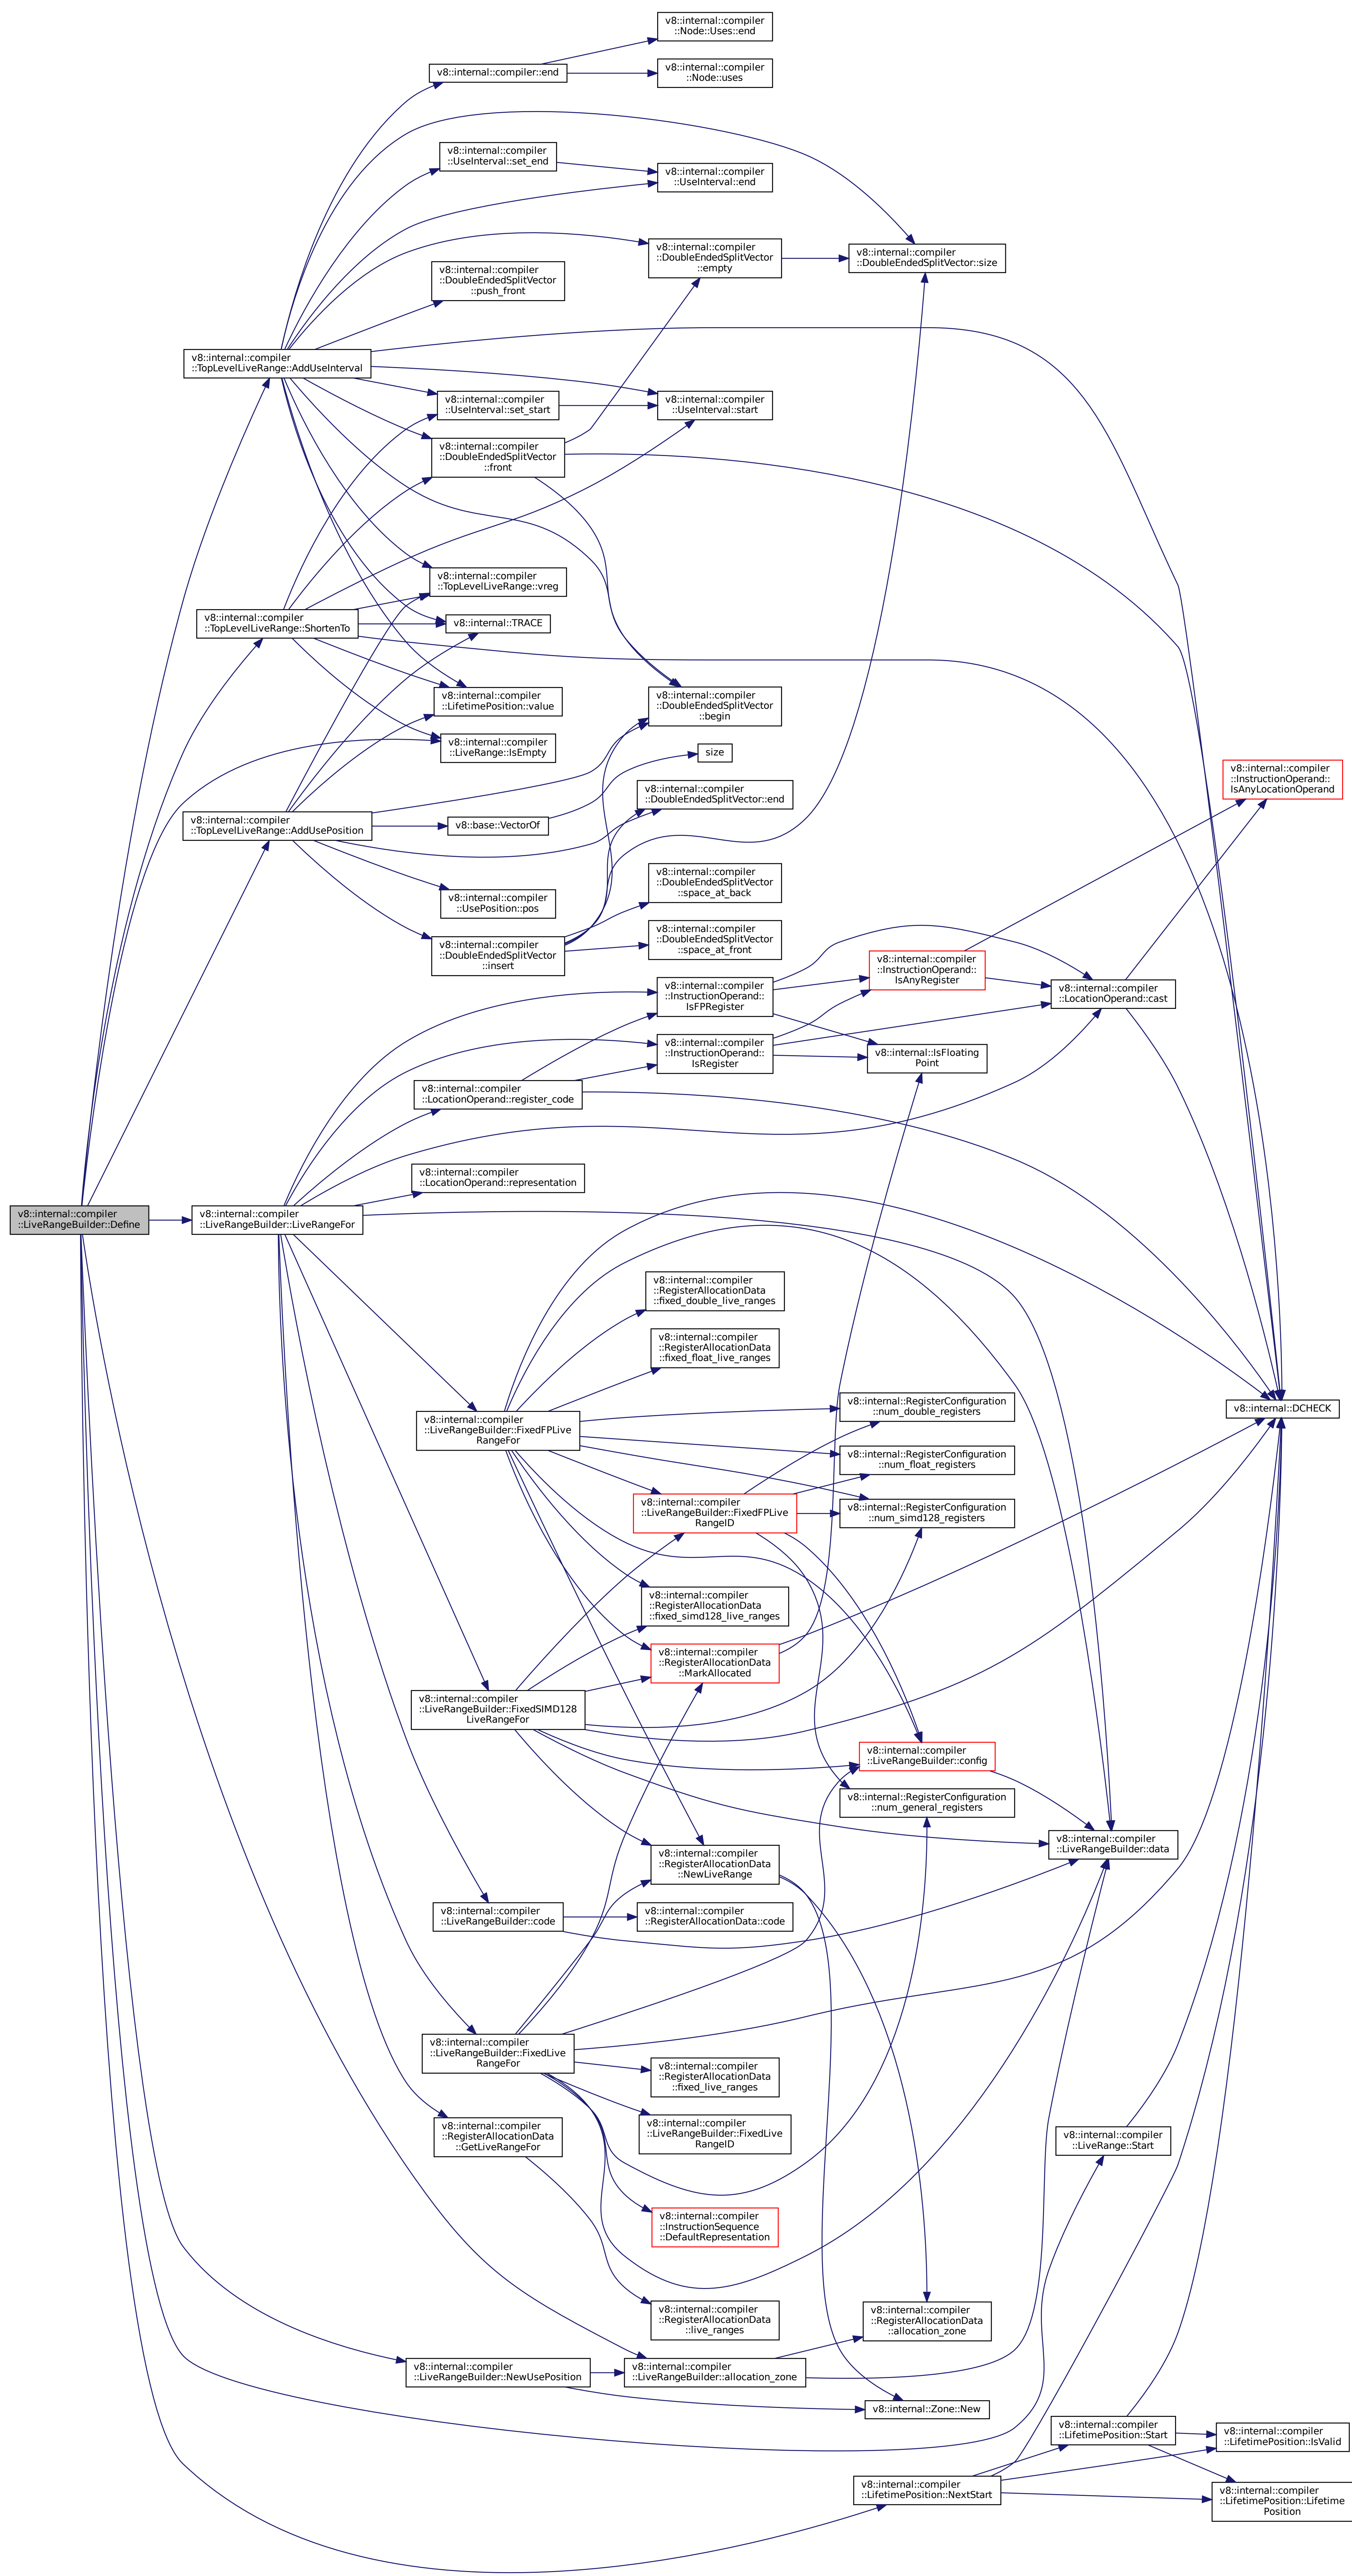 v8::internal::compiler
::Node::Uses::end
v8::internal::compiler::end
v8::internal::compiler
::Node::uses
v8::internal::compiler
::UseInterval::set_end
v8::internal::compiler
::UseInterval::end
v8::internal::compiler
::DoubleEndedSplitVector
::empty
v8::internal::compiler
::DoubleEndedSplitVector::size
v8::internal::compiler
::DoubleEndedSplitVector
::push_front
v8::internal::compiler
::TopLevelLiveRange::AddUseInterval
v8::internal::compiler
::UseInterval::set_start
v8::internal::compiler
::UseInterval::start
v8::internal::compiler
::DoubleEndedSplitVector
::front
v8::internal::compiler
::TopLevelLiveRange::vreg
v8::internal::compiler
::TopLevelLiveRange::ShortenTo
v8::internal::TRACE
v8::internal::compiler
::LifetimePosition::value
v8::internal::compiler
::DoubleEndedSplitVector
::begin
v8::internal::compiler
::LiveRange::IsEmpty
size
v8::internal::compiler
::InstructionOperand::
IsAnyLocationOperand
v8::internal::compiler
::DoubleEndedSplitVector::end
v8::internal::compiler
::TopLevelLiveRange::AddUsePosition
v8::base::VectorOf
v8::internal::compiler
::DoubleEndedSplitVector
::space_at_back
v8::internal::compiler
::UsePosition::pos
v8::internal::compiler
::DoubleEndedSplitVector
::space_at_front
v8::internal::compiler
::DoubleEndedSplitVector
::insert
v8::internal::compiler
::InstructionOperand::
IsAnyRegister
v8::internal::compiler
::InstructionOperand::
IsFPRegister
v8::internal::compiler
::LocationOperand::cast
v8::internal::compiler
::InstructionOperand::
IsRegister
v8::internal::IsFloating
Point
v8::internal::compiler
::LocationOperand::register_code
v8::internal::compiler
::LocationOperand::representation
v8::internal::compiler
::LiveRangeBuilder::Define
v8::internal::compiler
::LiveRangeBuilder::LiveRangeFor
v8::internal::compiler
::RegisterAllocationData
::fixed_double_live_ranges
v8::internal::compiler
::RegisterAllocationData
::fixed_float_live_ranges
v8::internal::RegisterConfiguration
::num_double_registers
v8::internal::DCHECK
v8::internal::compiler
::LiveRangeBuilder::FixedFPLive
RangeFor
v8::internal::RegisterConfiguration
::num_float_registers
v8::internal::compiler
::LiveRangeBuilder::FixedFPLive
RangeID
v8::internal::RegisterConfiguration
::num_simd128_registers
v8::internal::compiler
::RegisterAllocationData
::fixed_simd128_live_ranges
v8::internal::compiler
::RegisterAllocationData
::MarkAllocated
v8::internal::compiler
::LiveRangeBuilder::FixedSIMD128
LiveRangeFor
v8::internal::compiler
::LiveRangeBuilder::config
v8::internal::RegisterConfiguration
::num_general_registers
v8::internal::compiler
::LiveRangeBuilder::data
v8::internal::compiler
::RegisterAllocationData
::NewLiveRange
v8::internal::compiler
::LiveRangeBuilder::code
v8::internal::compiler
::RegisterAllocationData::code
v8::internal::compiler
::LiveRangeBuilder::FixedLive
RangeFor
v8::internal::compiler
::RegisterAllocationData
::fixed_live_ranges
v8::internal::compiler
::RegisterAllocationData
::GetLiveRangeFor
v8::internal::compiler
::LiveRangeBuilder::FixedLive
RangeID
v8::internal::compiler
::LiveRange::Start
v8::internal::compiler
::InstructionSequence
::DefaultRepresentation
v8::internal::compiler
::RegisterAllocationData
::live_ranges
v8::internal::compiler
::RegisterAllocationData
::allocation_zone
v8::internal::compiler
::LiveRangeBuilder::NewUsePosition
v8::internal::compiler
::LiveRangeBuilder::allocation_zone
v8::internal::Zone::New
v8::internal::compiler
::LifetimePosition::Start
v8::internal::compiler
::LifetimePosition::IsValid
v8::internal::compiler
::LifetimePosition::NextStart
v8::internal::compiler
::LifetimePosition::Lifetime
Position